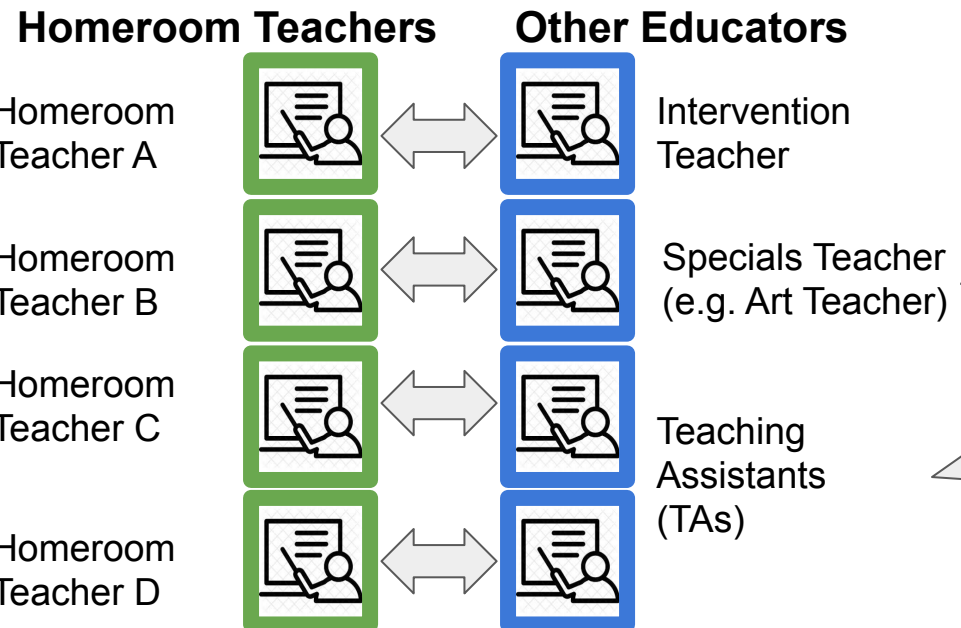 Homeroom Teachers
Other Educators
Homeroom
Teacher A
Intervention
Teacher
Homeroom
Teacher B
Specials Teacher
(e.g. Art Teacher)
Homeroom
Teacher C
Teaching
Assistants
(TAs)
Homeroom
Teacher D